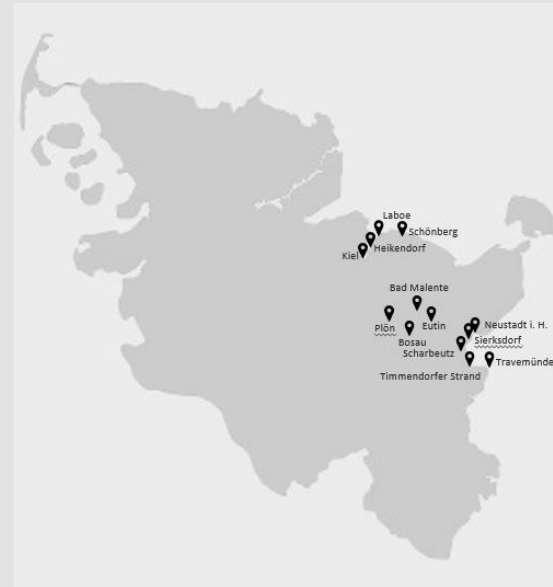 Laboe
Schönberg
Heikendorf
Kiel
Bad Malente
Plön
Eutin
Bosau
Neustadt i. H.
Sierksdorf
Scharbeutz
Travemünde
Timmendorfer Strand